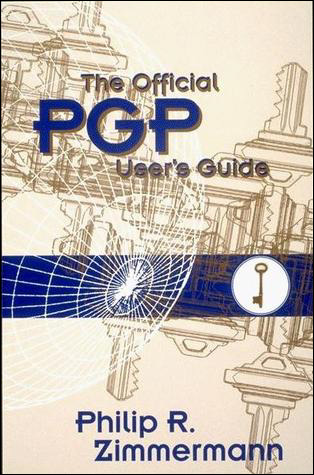 The Official
PGP
User's Guide
Philip R.
Zimmermann